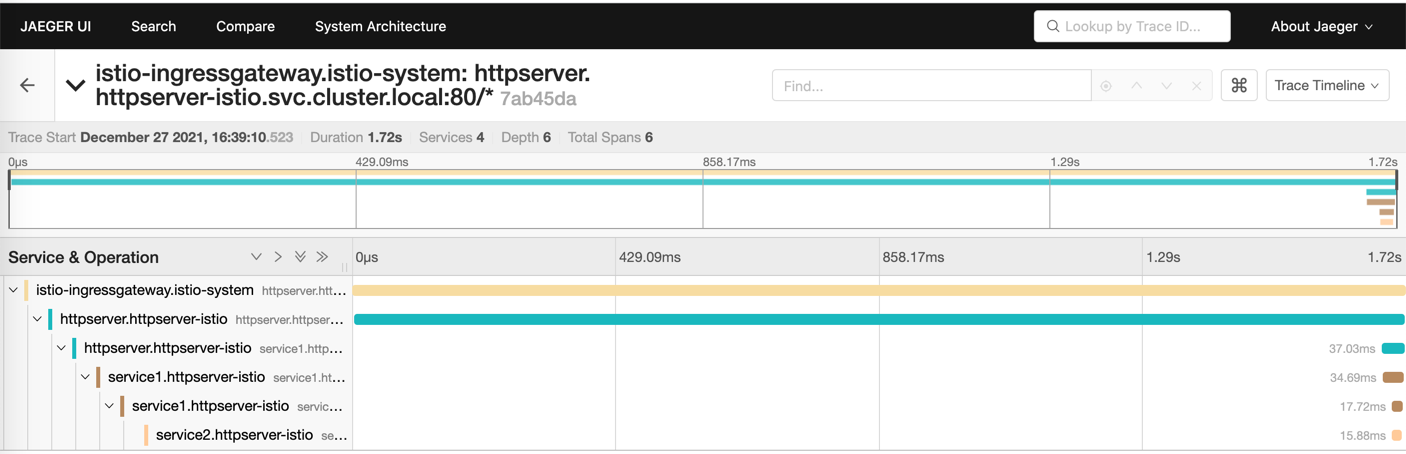 JAEGER UI Search Compare System Architecture Lookup by Trace ID... About Jaeger
istio-ingressgateway.istio-system: httpserver.
httpserver-istio.svc.cluster.local:80/* 7ab45da
Find... ⌘ Trace Timeline
Trace Start December 27 2021, 16:39:10.523 Duration 1.72s Services 4 Depth 6 Total Spans 6
0μs 429.09ms 858.17ms 1.29s 1.72s
Service & Operation 0μs 429.09ms 858.17ms 1.29s 1.72s
istio-ingressgateway.istio-system httpserver.htt...
httpserver.httpserver-istio httpserver.httpser...
httpserver.httpserver-istio service1.http... 37.03ms
service1.httpserver-istio service1.ht... 34.69ms
service1.httpserver-istio servic... 17.72ms
service2.httpserver-istio se... 15.88ms